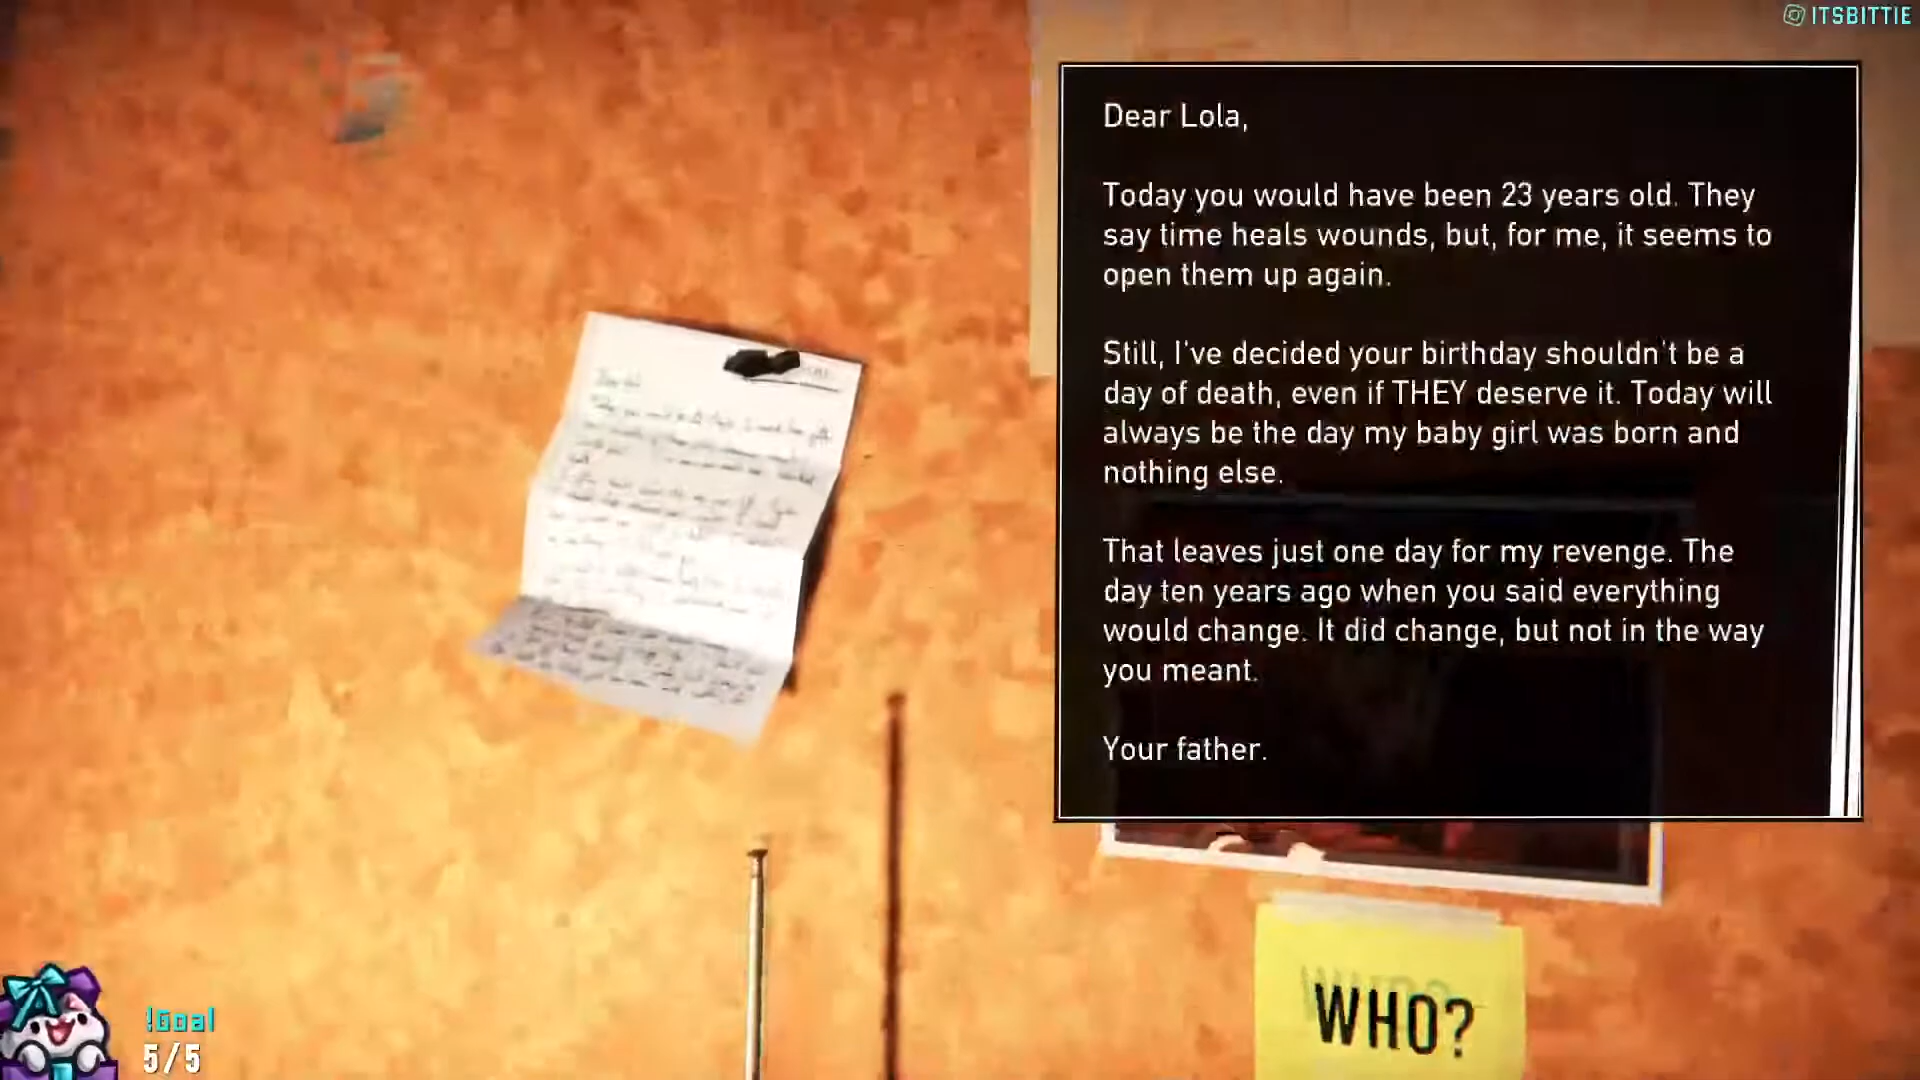 ITSBITTIE
Dear Lola,
Today you would have been 23 years old. They
say time heals wounds, but, for me, it seems to
open them up again.
Still, I've decided your birthday shouldn't be a
day of death, even if THEY deserve it. Today will
always be the day my baby girl was born and
nothing else.
That leaves just one day for my revenge. The
day ten years ago when you said everything
would change. It did change, but not in the way
you meant.
Your father.
WHO?
!Goal
5/5